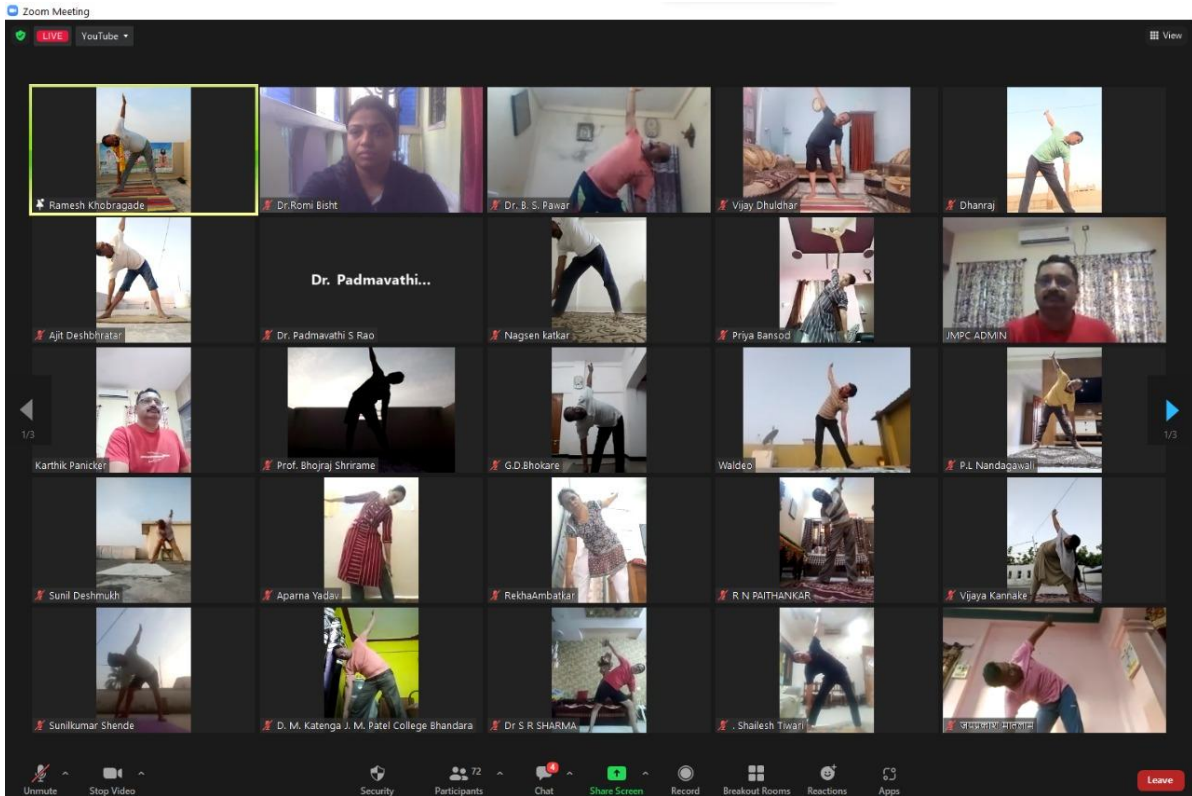 Zoom Meeting
LIVE YouTube
View
Ramesh Khobragade
Dr.Romi Bisht
Dr. B. S. Pawar
Vijay Dhuldhar
Dhanraj
Ajit Deshbhratar
Dr. Padmavathi...
Dr. Padmavathi S Rao
Nagsen katkar
Priya Bansod
JMPC ADMIN
1/3
Karthik Panicker
Prof. Bhojraj Shrirame
G.D.Bhokare
Waldeo
P.L Nandagawali
1/3
Sunil Deshmukh
Aparna Yadav
RekhaAmbatkar
R N PAITHANKAR
Vijaya Kannake
Sunilkumar Shende
D. M. Katenga J. M. Patel College Bhandara
Dr S R SHARMA
. Shailesh Tiwari
जयप्रकाश मातलाम
Unmute
Stop Video
Security
72
Participants
4
Chat
Share Screen
Record
Breakout Rooms
Reactions
Apps
Leave